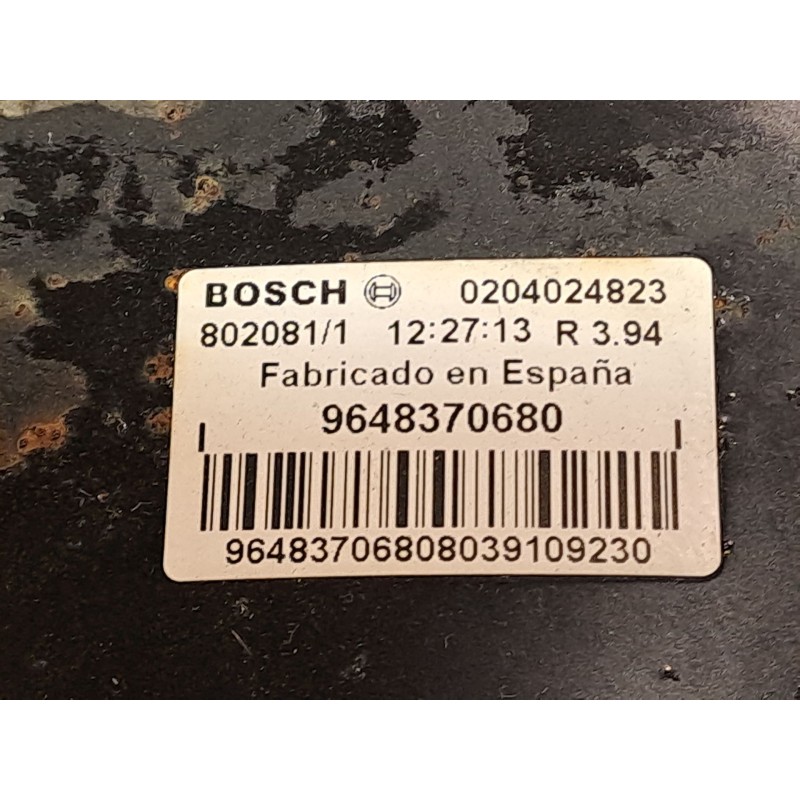 BOSCH 0204024823
802081/1 12:27:13 R 3.94
Fabricado en España
9648370680
96483706808039109230